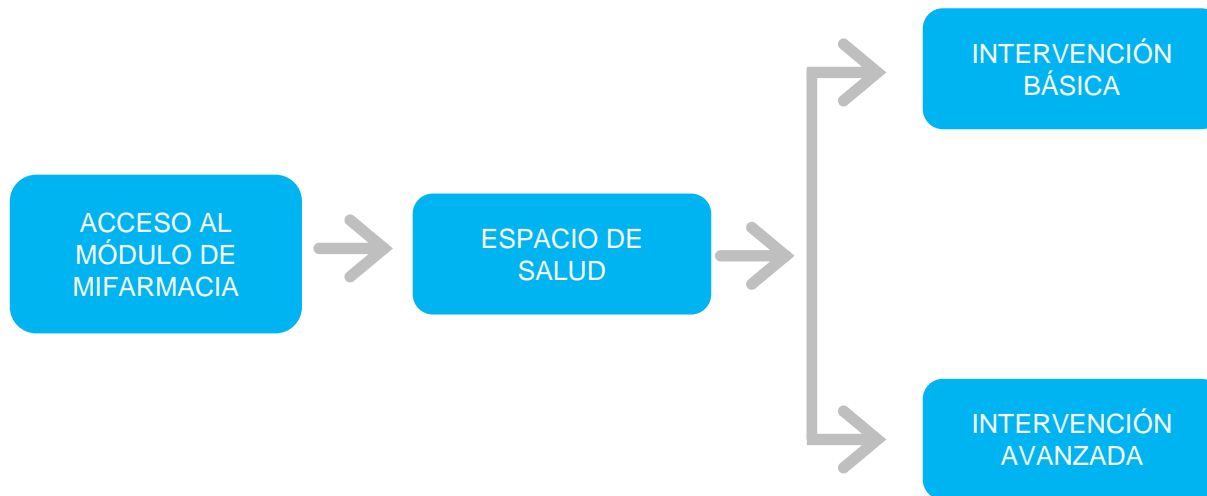 ACCESO AL
MÓDULO DE
MIFARMACIA
ESPACIO DE
SALUD
INTERVENCIÓN
BÁSICA
INTERVENCIÓN
AVANZADA